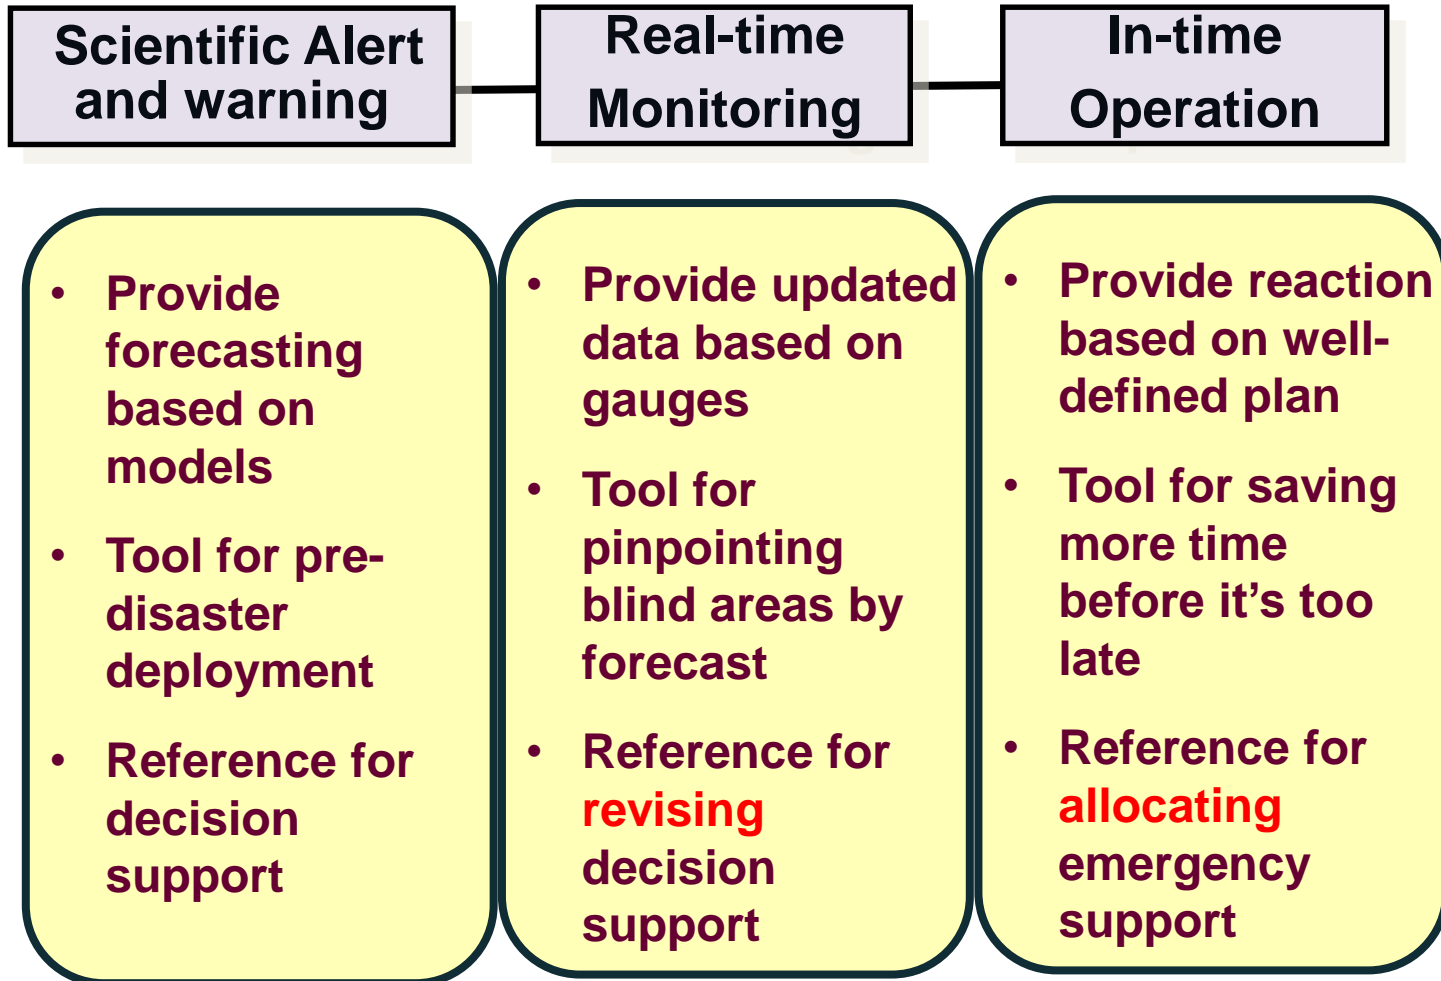 Scientific Alert
and warning
Real-time
Monitoring
In-time
Operation
• Provide
forecasting
based on
models
• Tool for pre-
disaster
deployment
• Reference for
decision
support
• Provide updated
data based on
gauges
• Tool for
pinpointing
blind areas by
forecast
• Reference for
revising
decision
support
• Provide reaction
based on well-
defined plan
• Tool for saving
more time
before it’s too
late
• Reference for
allocating
emergency
support